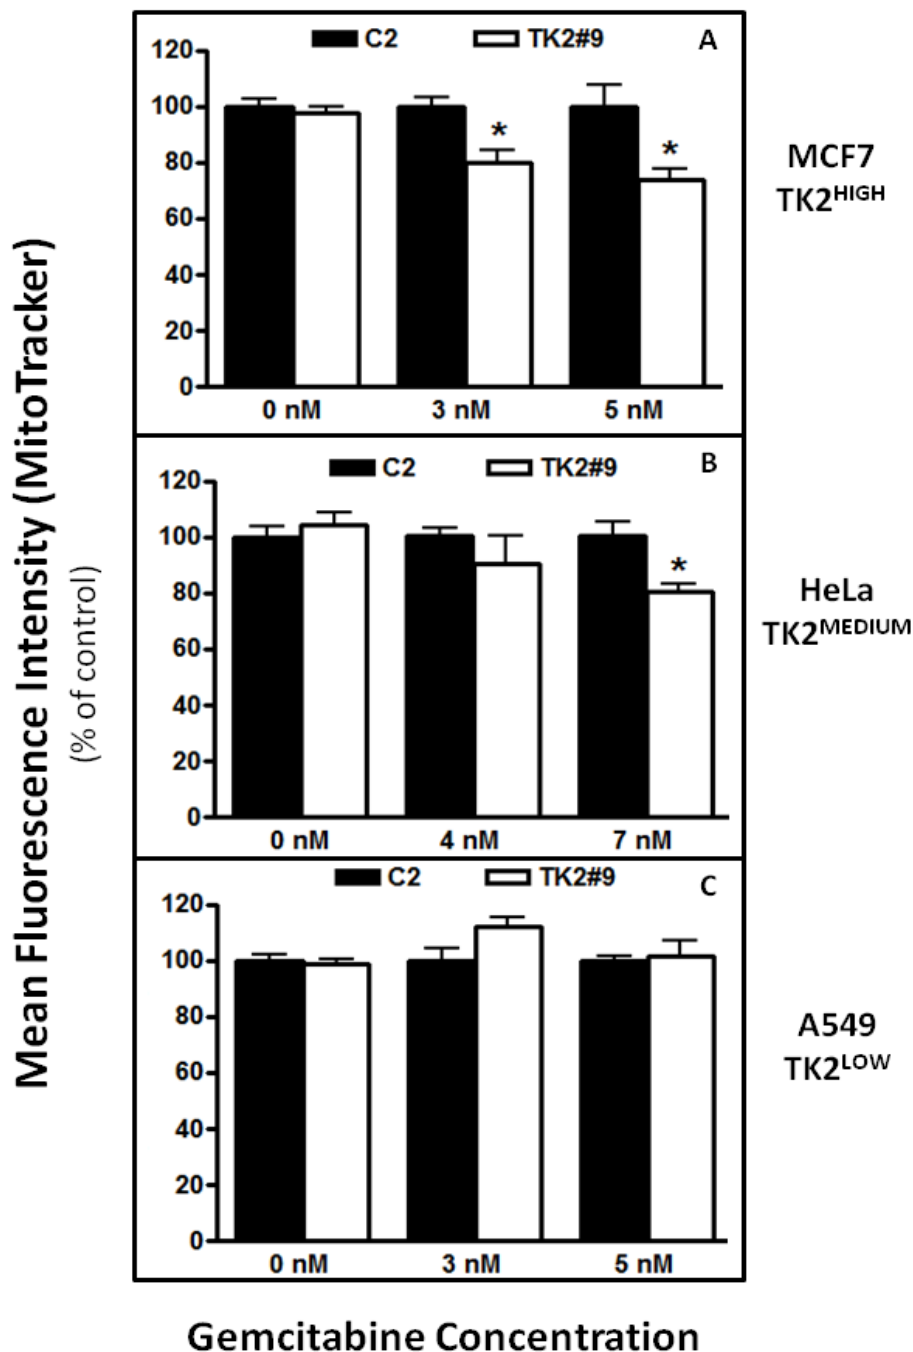 Mean Fluorescence Intensity (MitoTracker)
(% of control)
C2 TK2#9 A
120
100
80
60
40
20
0
* *
0 nM 3 nM 5 nM
MCF7
TK2HIGH
C2 TK2#9 B
120
100
80
60
40
20
0
*
0 nM 4 nM 7 nM
HeLa
TK2MEDIUM
C2 TK2#9 C
120
100
80
60
40
20
0
0 nM 3 nM 5 nM
A549
TK2LOW
Gemcitabine Concentration